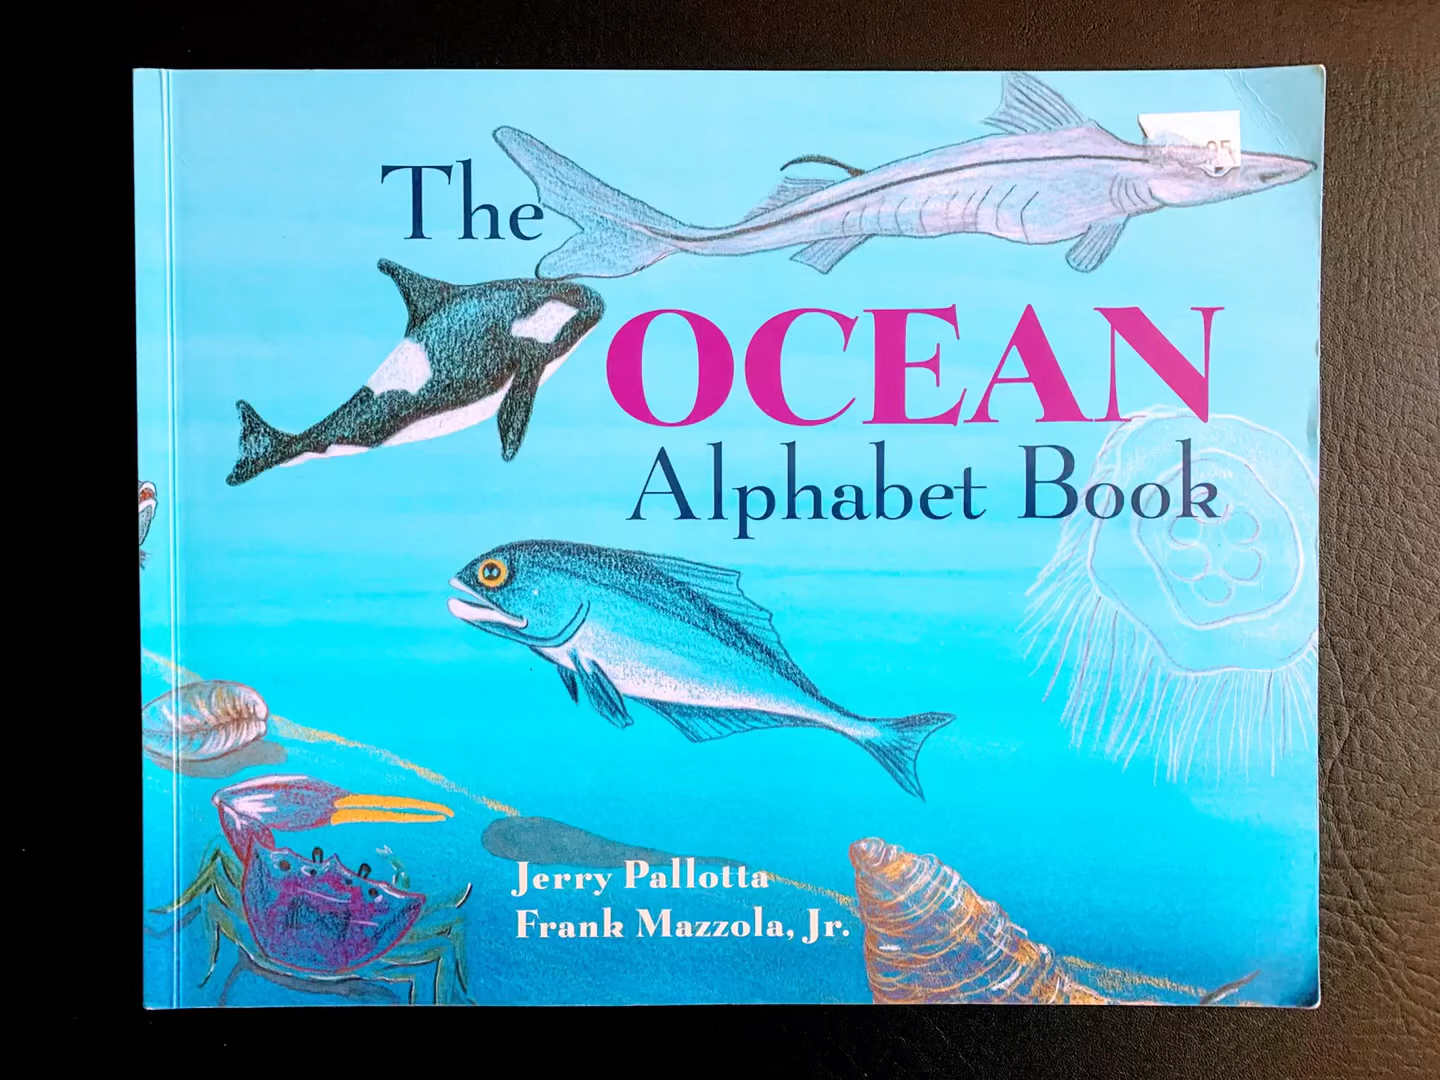 The
OCEAN
Alphabet Book
Jerry Pallotta
Frank Mazzola, Jr.